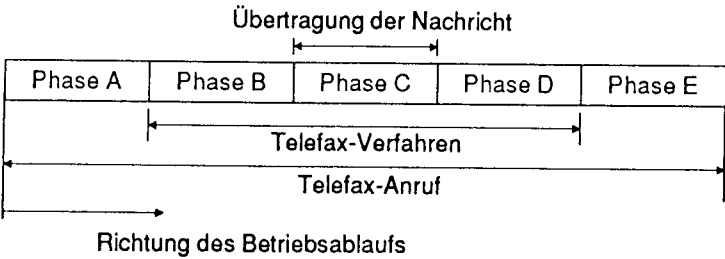 Übertragung der Nachricht
Phase A Phase B Phase C Phase D Phase E
Telefax-Verfahren
Telefax-Anruf
Richtung des Betriebsablaufs